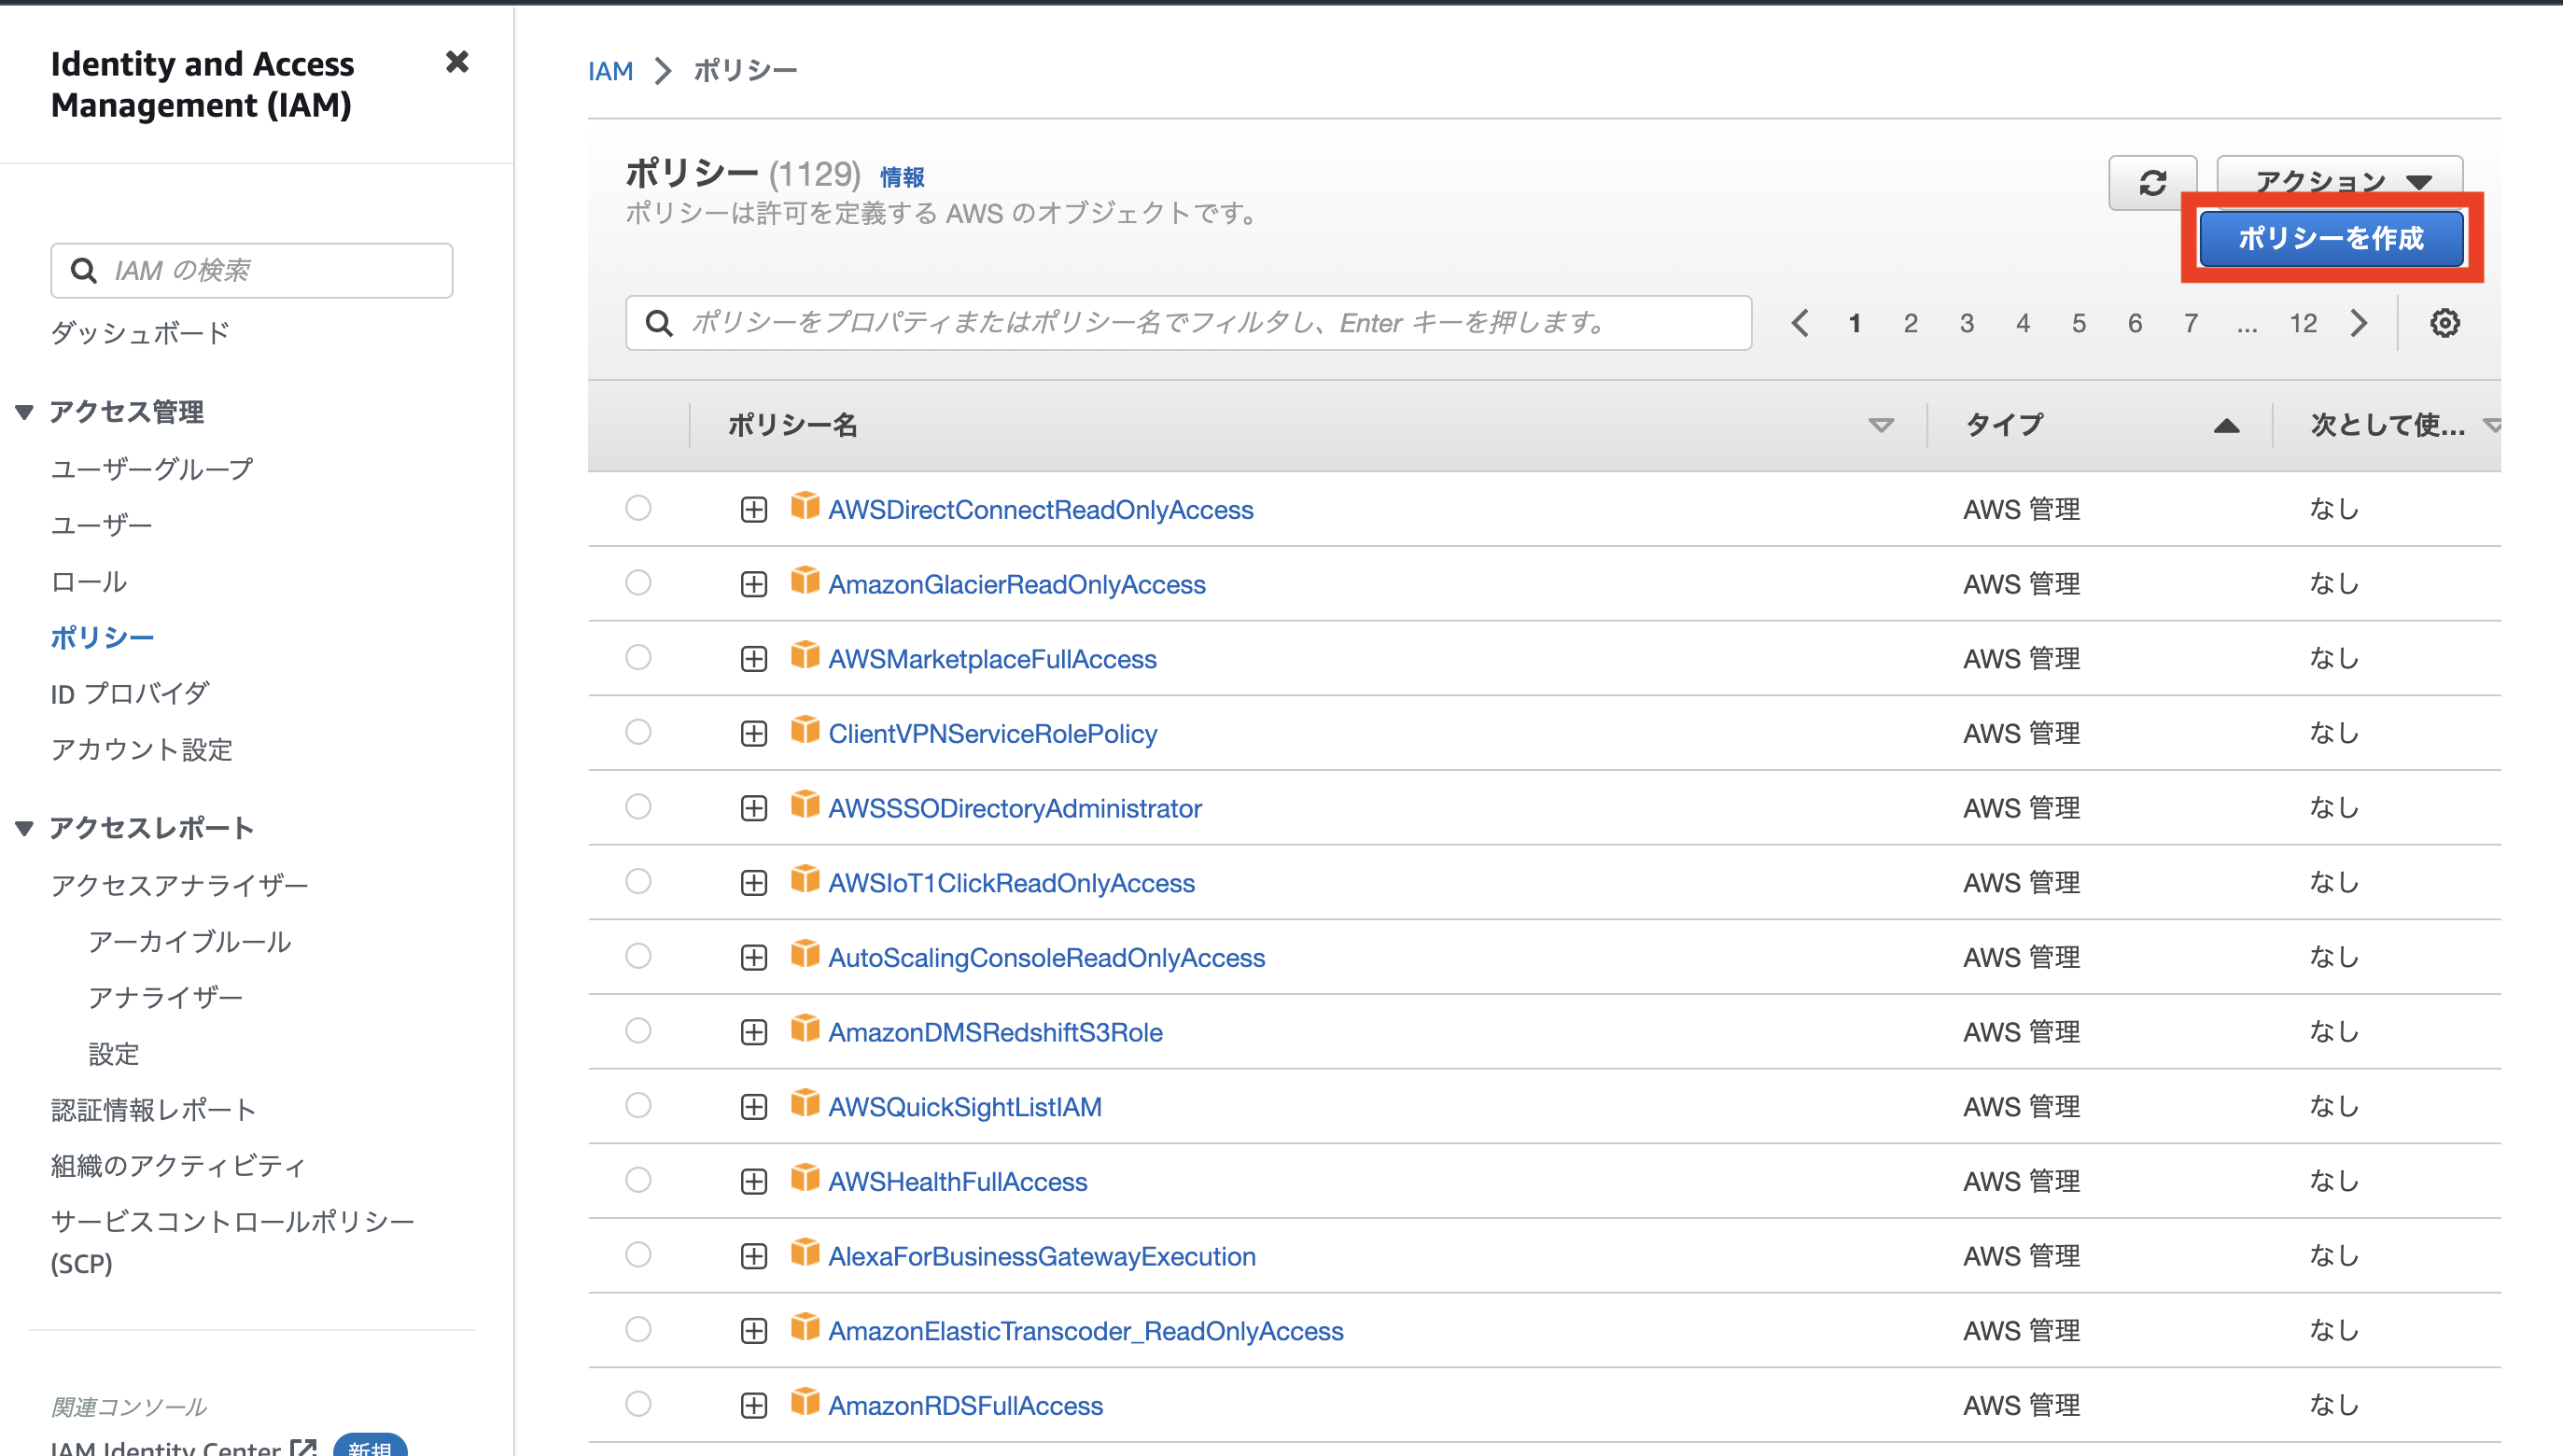 Identity and Access
Management (IAM)
IAM の検索
ダッシュボード
アクセス管理
ユーザーグループ
ユーザー
ロール
ポリシー
ID プロバイダ
アカウント設定
アクセスレポート
アクセスアナライザー
アーカイブルール
アナライザー
設定
認証情報レポート
組織のアクティビティ
サービスコントロールポリシー
(SCP)
関連コンソール
IAM Identity Center 新規
IAM > ポリシー
ポリシー (1129) 情報
ポリシーは許可を定義する AWS のオブジェクトです。
アクション
ポリシーを作成
ポリシーをプロパティまたはポリシー名でフィルタし、Enter キーを押します。
1 2 3 4 5 6 7 ... 12
ポリシー名 タイプ 次として使...
AWSDirectConnectReadOnlyAccess AWS 管理 なし
AmazonGlacierReadOnlyAccess AWS 管理 なし
AWSMarketplaceFullAccess AWS 管理 なし
ClientVPNServiceRolePolicy AWS 管理 なし
AWSSSODirectoryAdministrator AWS 管理 なし
AWSIoT1ClickReadOnlyAccess AWS 管理 なし
AutoScalingConsoleReadOnlyAccess AWS 管理 なし
AmazonDMSRedshiftS3Role AWS 管理 なし
AWSQuickSightListIAM AWS 管理 なし
AWSHealthFullAccess AWS 管理 なし
AlexaForBusinessGatewayExecution AWS 管理 なし
AmazonElasticTranscoder_ReadOnlyAccess AWS 管理 なし
AmazonRDSFullAccess AWS 管理 なし